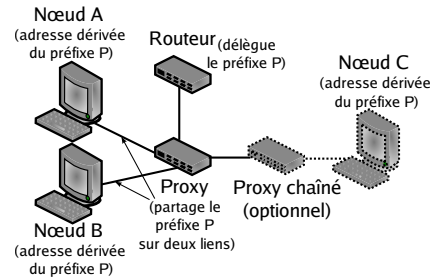 Nœud A
(adresse dérivée
du préfixe P)
Routeur (délègue
le préfixe P)
Nœud C
(adresse dérivée
du préfixe P)
Proxy
(partage le
préfixe P
sur deux liens)
Proxy chaîné
(optionnel)
Nœud B
(adresse dérivée
du préfixe P)